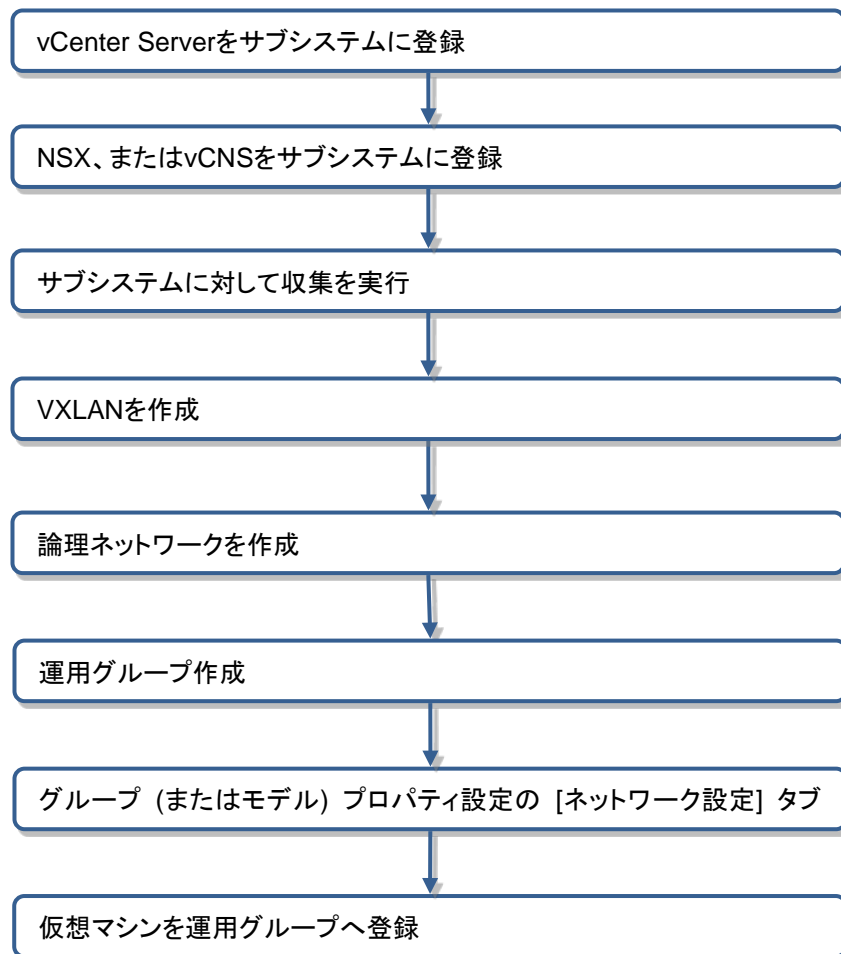 vCenter Serverをサブシステムに登録
NSX、またはvCNSをサブシステムに登録
サブシステムに対して収集を実行
VXLANを作成
論理ネットワークを作成
運用グループ作成
グループ (またはモデル) プロパティ設定の [ネットワーク設定] タブ
仮想マシンを運用グループへ登録